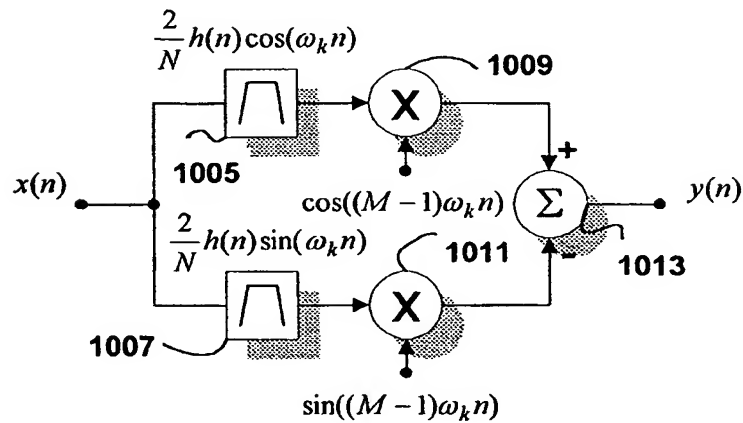 2/N h(n)cos(ω_k n)
1009
X
1005
x(n)
cos((M − 1)ω_k n)
+
Σ
y(n)
2/N h(n)sin(ω_k n)
1011
−
1013
X
1007
sin((M − 1)ω_k n)